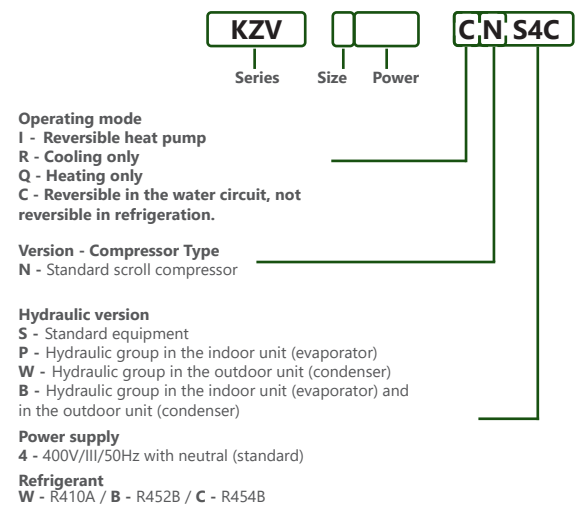 KZV C N S4C
Series Size Power
Operating mode
I - Reversible heat pump
R - Cooling only
Q - Heating only
C - Reversible in the water circuit, not
reversible in refrigeration.
Version - Compressor Type
N - Standard scroll compressor
Hydraulic version
S - Standard equipment
P - Hydraulic group in the indoor unit (evaporator)
W - Hydraulic group in the outdoor unit (condenser)
B - Hydraulic group in the indoor unit (evaporator) and
in the outdoor unit (condenser)
Power supply
4 - 400V/III/50Hz with neutral (standard)
Refrigerant
W - R410A / B - R452B / C - R454B